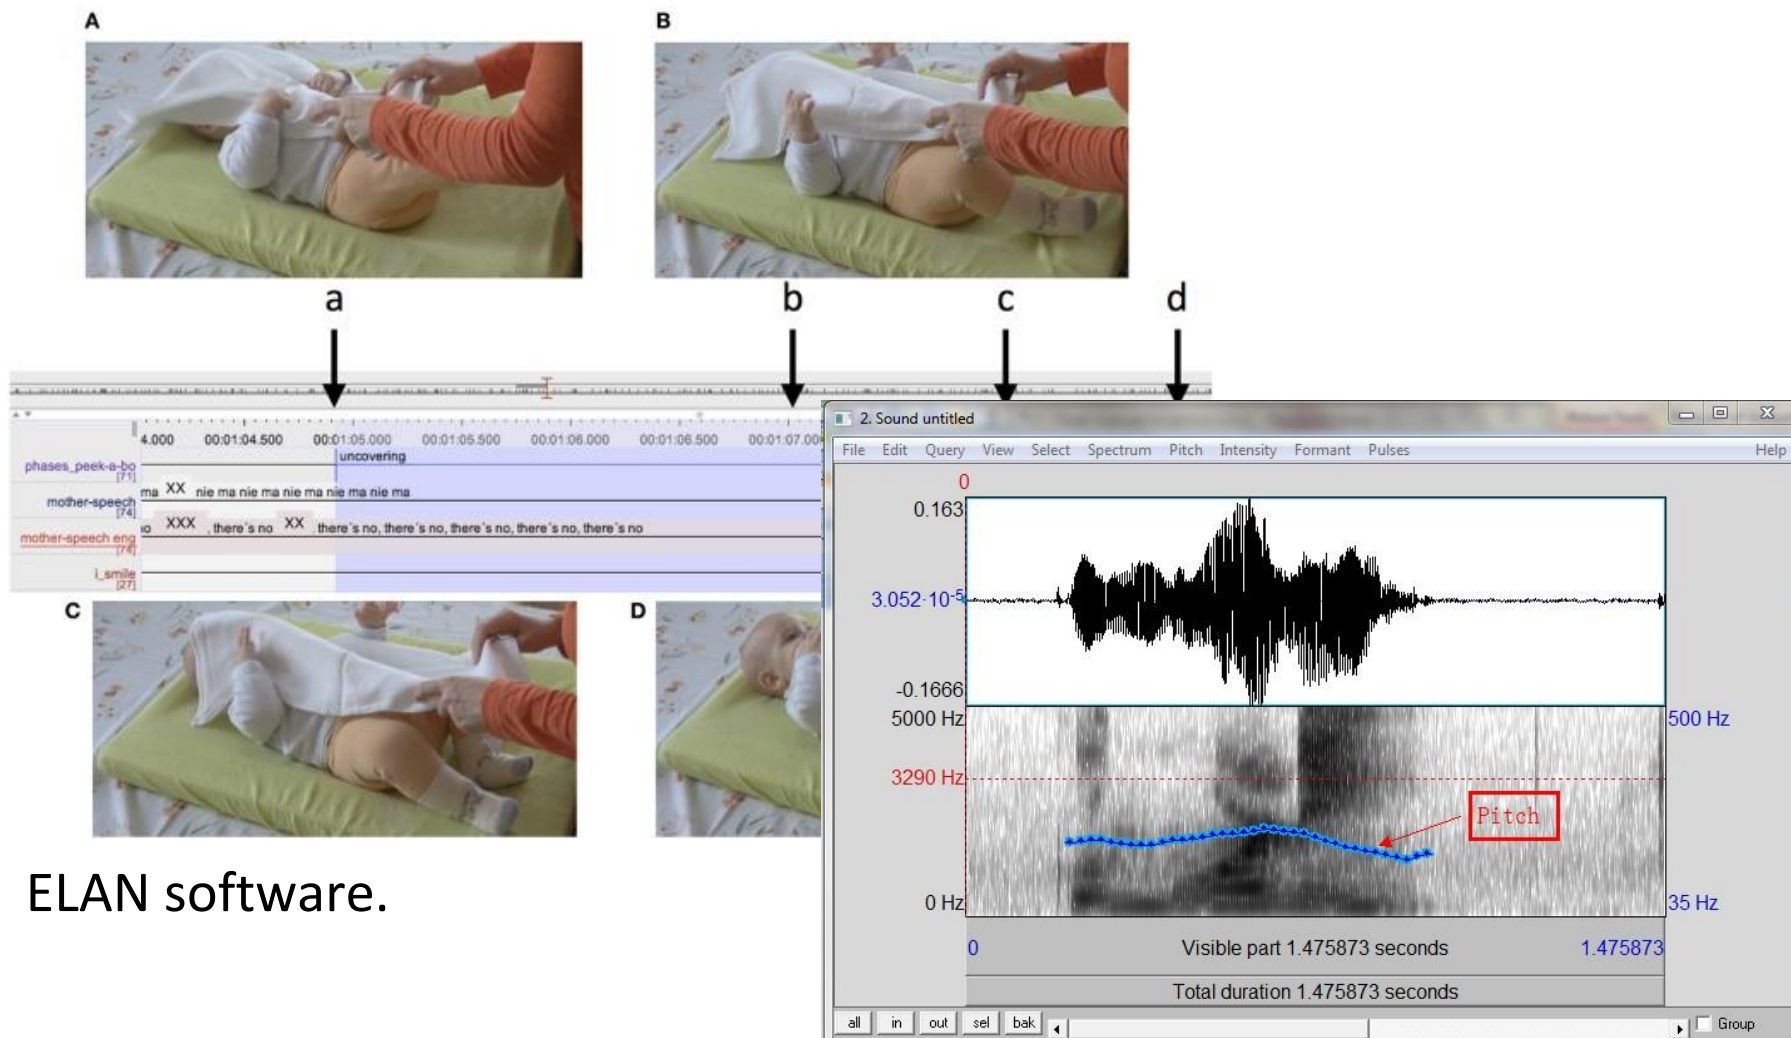 A
B
a
b
c
d
4.000 00:01:04.500 00:01:05.000 00:01:05.500 00:01:06.000 00:01:06.500 00:01:07.00
uncovering
phases_peek-a-bo
[71]
ma XX nie ma nie ma nie ma nie ma nie ma
mother-speech
[74]
o XXX , there´s no XX there´s no, there´s no, there´s no, there´s no, there´s no
mother-speech eng
[74]
i_smile
[27]
C
D
ELAN software.
2. Sound untitled
File Edit Query View Select Spectrum Pitch Intensity Formant Pulses Help
0
0.163
3.052·10-5
-0.1666
5000 Hz
500 Hz
3290 Hz
Pitch
0 Hz
35 Hz
0 Visible part 1.475873 seconds 1.475873
Total duration 1.475873 seconds
all in out sel bak Group